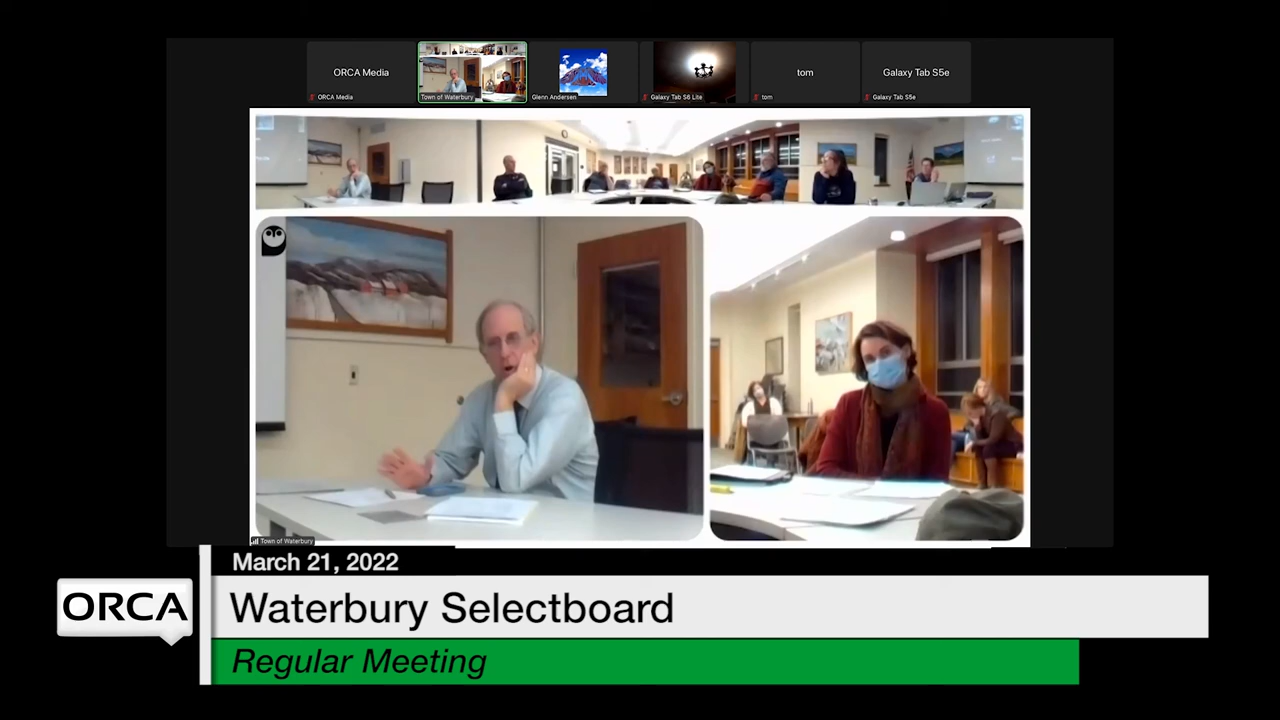 ORCA Media
tom
Galaxy Tab S5e
ORCA Media
Town of Waterbury
Glenn Andersen
Galaxy Tab S6 Lite
tom
Galaxy Tab S5e
Town of Waterbury
March 21, 2022
ORCA
Waterbury Selectboard
Regular Meeting